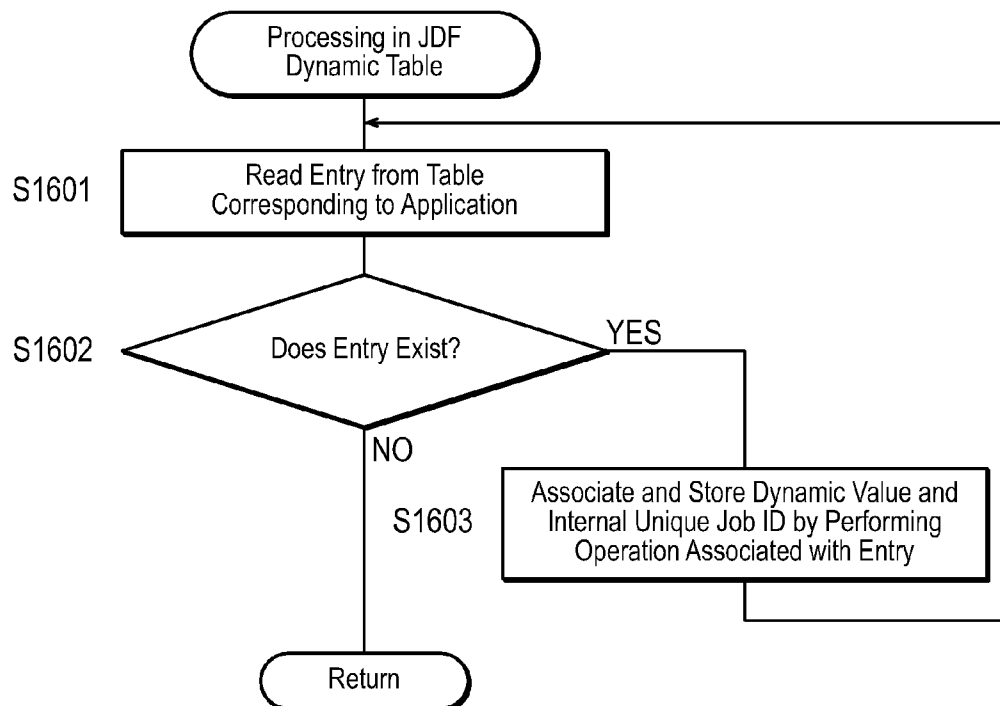 Processing in JDF
Dynamic Table
S1601
Read Entry from Table
Corresponding to Application
S1602
Does Entry Exist?
YES
NO
S1603
Associate and Store Dynamic Value and
Internal Unique Job ID by Performing
Operation Associated with Entry
Return